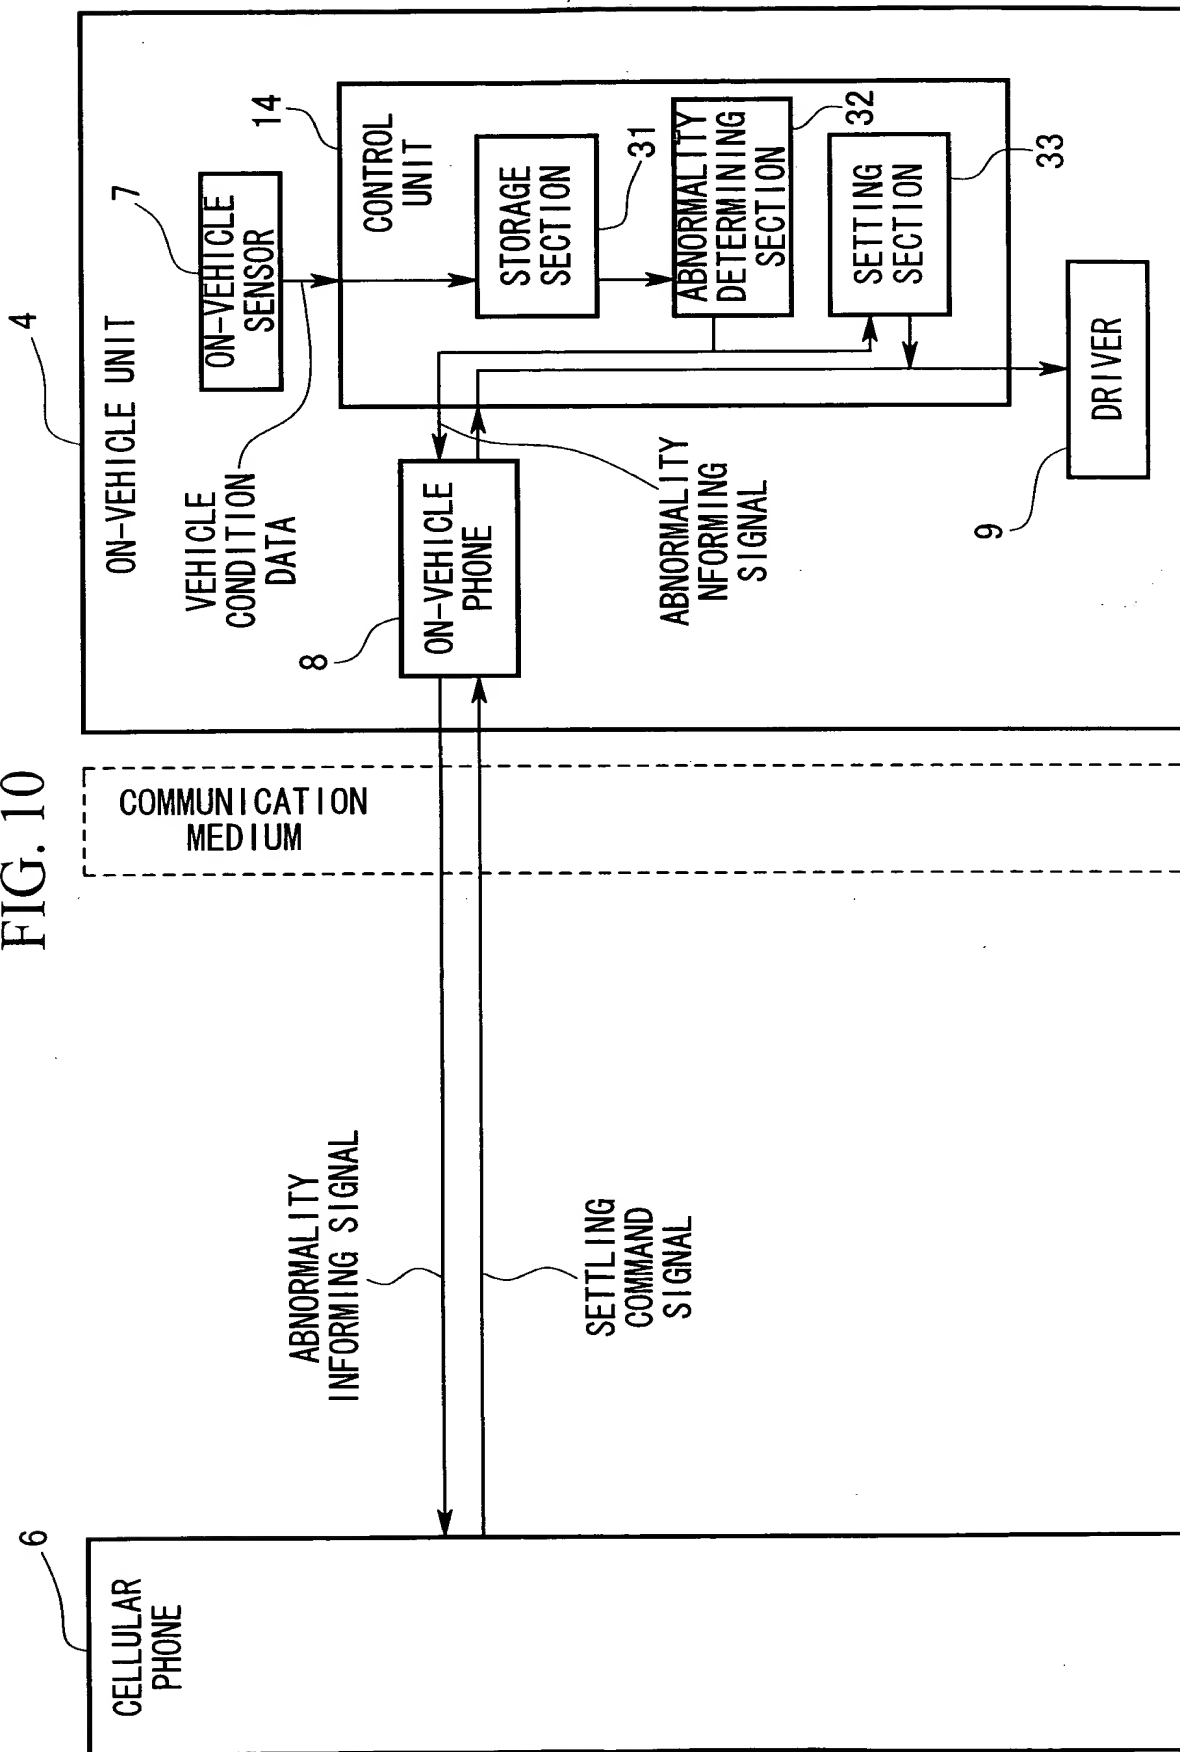 FIG. 10
6
CELLULAR
PHONE
ABNORMALITY
INFORMING SIGNAL
SETTLING
COMMAND
SIGNAL
COMMUNICATION
MEDIUM
4
ON-VEHICLE UNIT
7
ON-VEHICLE
SENSOR
VEHICLE
CONDITION
DATA
8
ON-VEHICLE
PHONE
14
CONTROL
UNIT
STORAGE
SECTION
31
ABNORMALITY
DETERMINING
SECTION
32
SETTING
SECTION
33
ABNORMALITY
NFORMING
SIGNAL
9
DRIVER